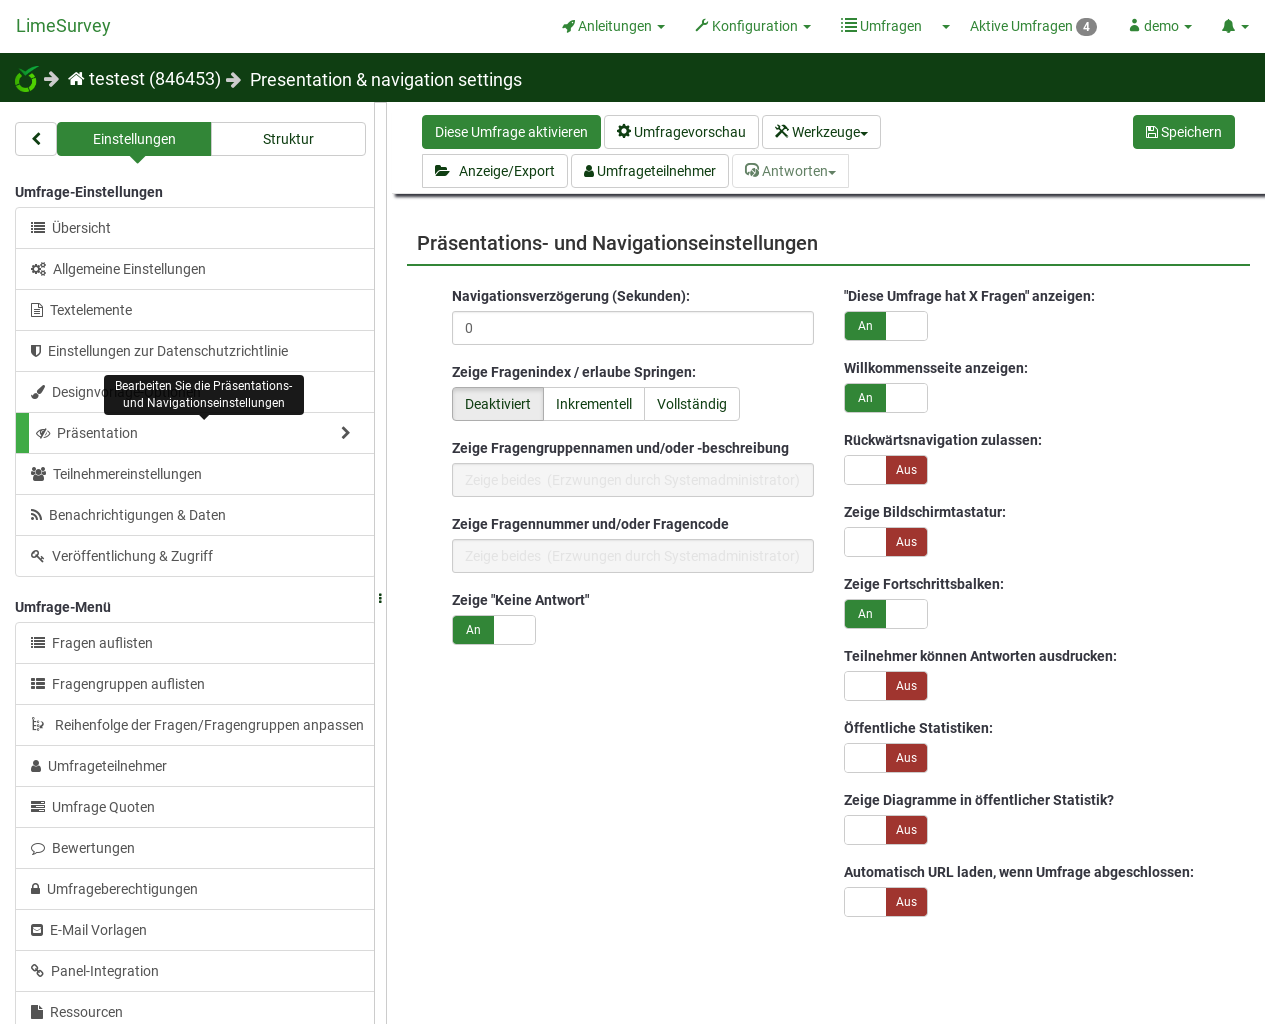 LimeSurvey
Anleitungen
Konfiguration
Umfragen
Aktive Umfragen 4
demo
testest (846453)
Presentation & navigation settings
Einstellungen
Struktur
Diese Umfrage aktivieren
Umfragevorschau
Werkzeuge
Speichern
Anzeige/Export
Umfrageteilnehmer
Antworten
Umfrage-Einstellungen
Übersicht
Allgemeine Einstellungen
Textelemente
Einstellungen zur Datenschutzrichtlinie
Bearbeiten Sie die Präsentations-
und Navigationseinstellungen
Präsentation
Teilnehmereinstellungen
Benachrichtigungen & Daten
Veröffentlichung & Zugriff
Umfrage-Menü
Fragen auflisten
Fragengruppen auflisten
Reihenfolge der Fragen/Fragengruppen anpassen
Umfrageteilnehmer
Umfrage Quoten
Bewertungen
Umfrageberechtigungen
E-Mail Vorlagen
Panel-Integration
Ressourcen
Präsentations- und Navigationseinstellungen
Navigationsverzögerung (Sekunden):
0
Zeige Fragenindex / erlaube Springen:
Deaktiviert
Inkrementell
Vollständig
Zeige Fragengruppennamen und/oder -beschreibung
Zeige beides (Erzwungen durch Systemadministrator)
Zeige Fragennummer und/oder Fragencode
Zeige beides (Erzwungen durch Systemadministrator)
Zeige "Keine Antwort"
An
"Diese Umfrage hat X Fragen" anzeigen:
An
Willkommensseite anzeigen:
An
Rückwärtsnavigation zulassen:
Aus
Zeige Bildschirmtastatur:
Aus
Zeige Fortschrittsbalken:
An
Teilnehmer können Antworten ausdrucken:
Aus
Öffentliche Statistiken:
Aus
Zeige Diagramme in öffentlicher Statistik?
Aus
Automatisch URL laden, wenn Umfrage abgeschlossen:
Aus